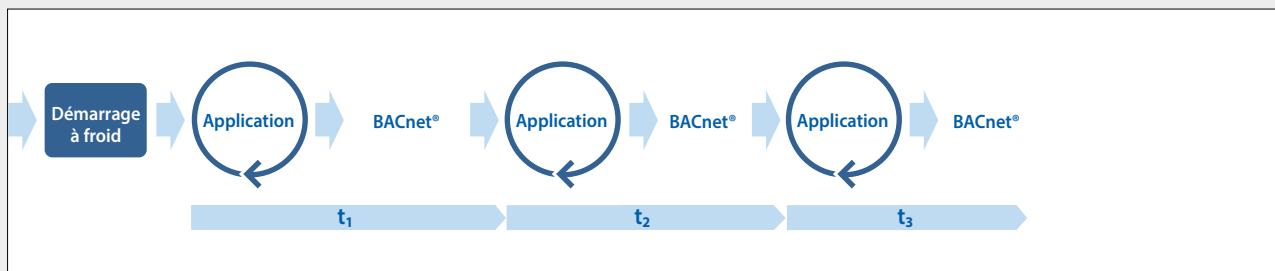 Démarrage
à froid
Application
BACnet®
Application
BACnet®
Application
BACnet®
t₁
t₂
t₃